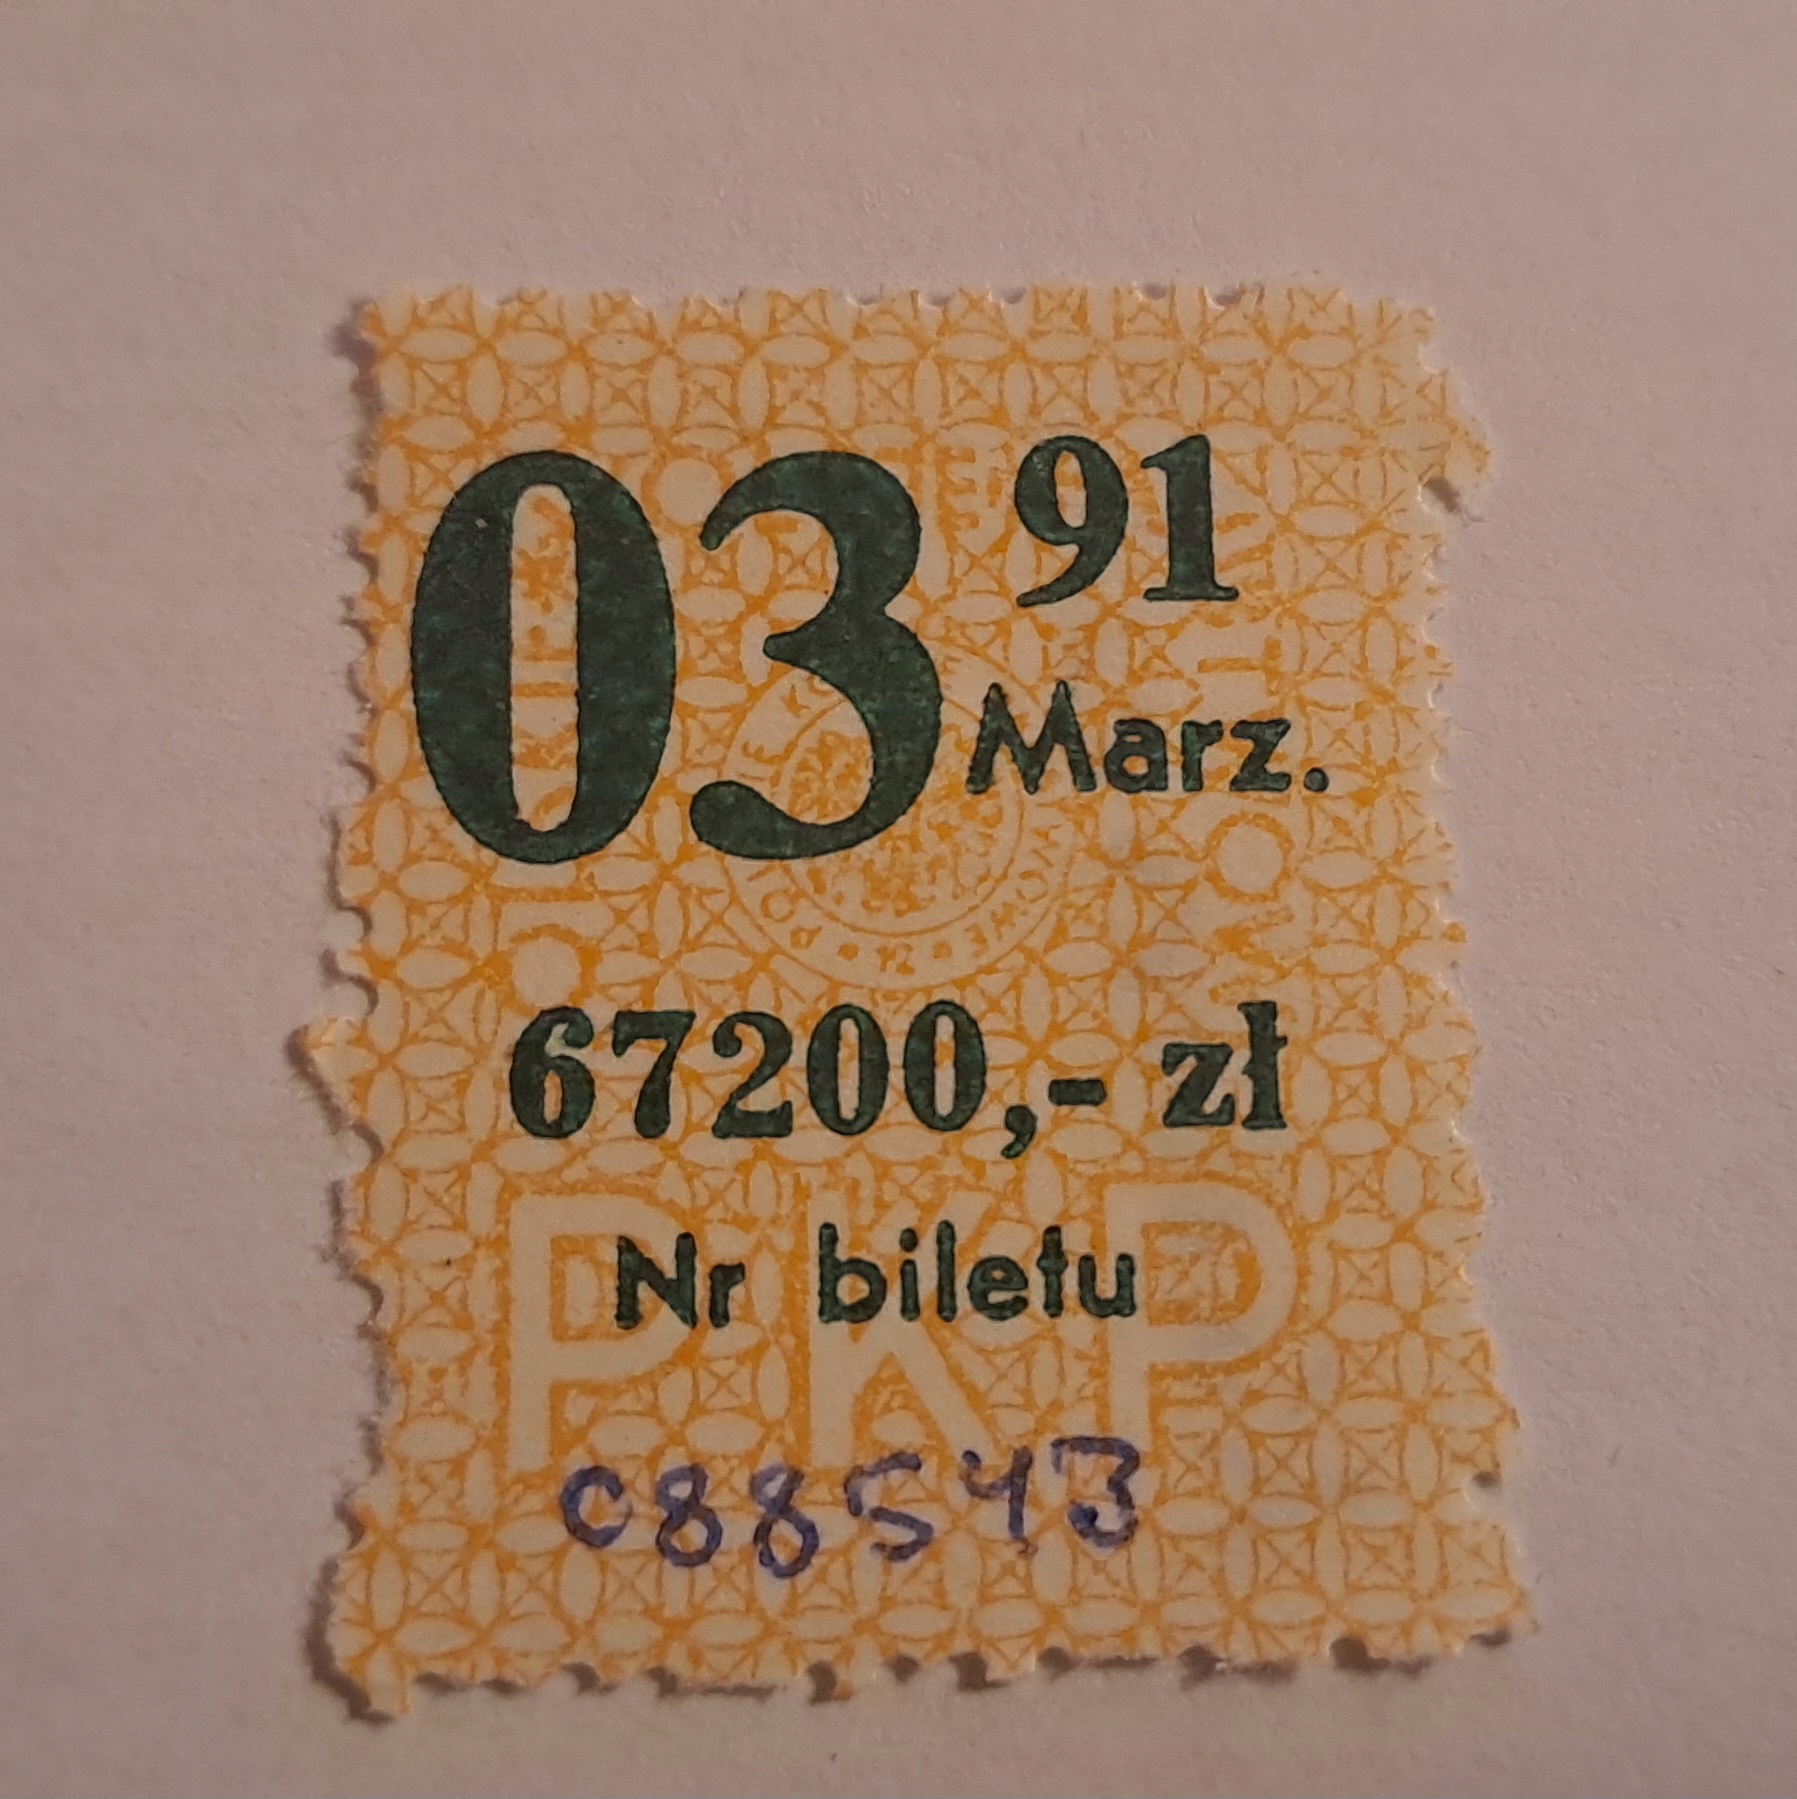 03 91
Marz.
67200,- zł
Nr biletu
PKP
088543